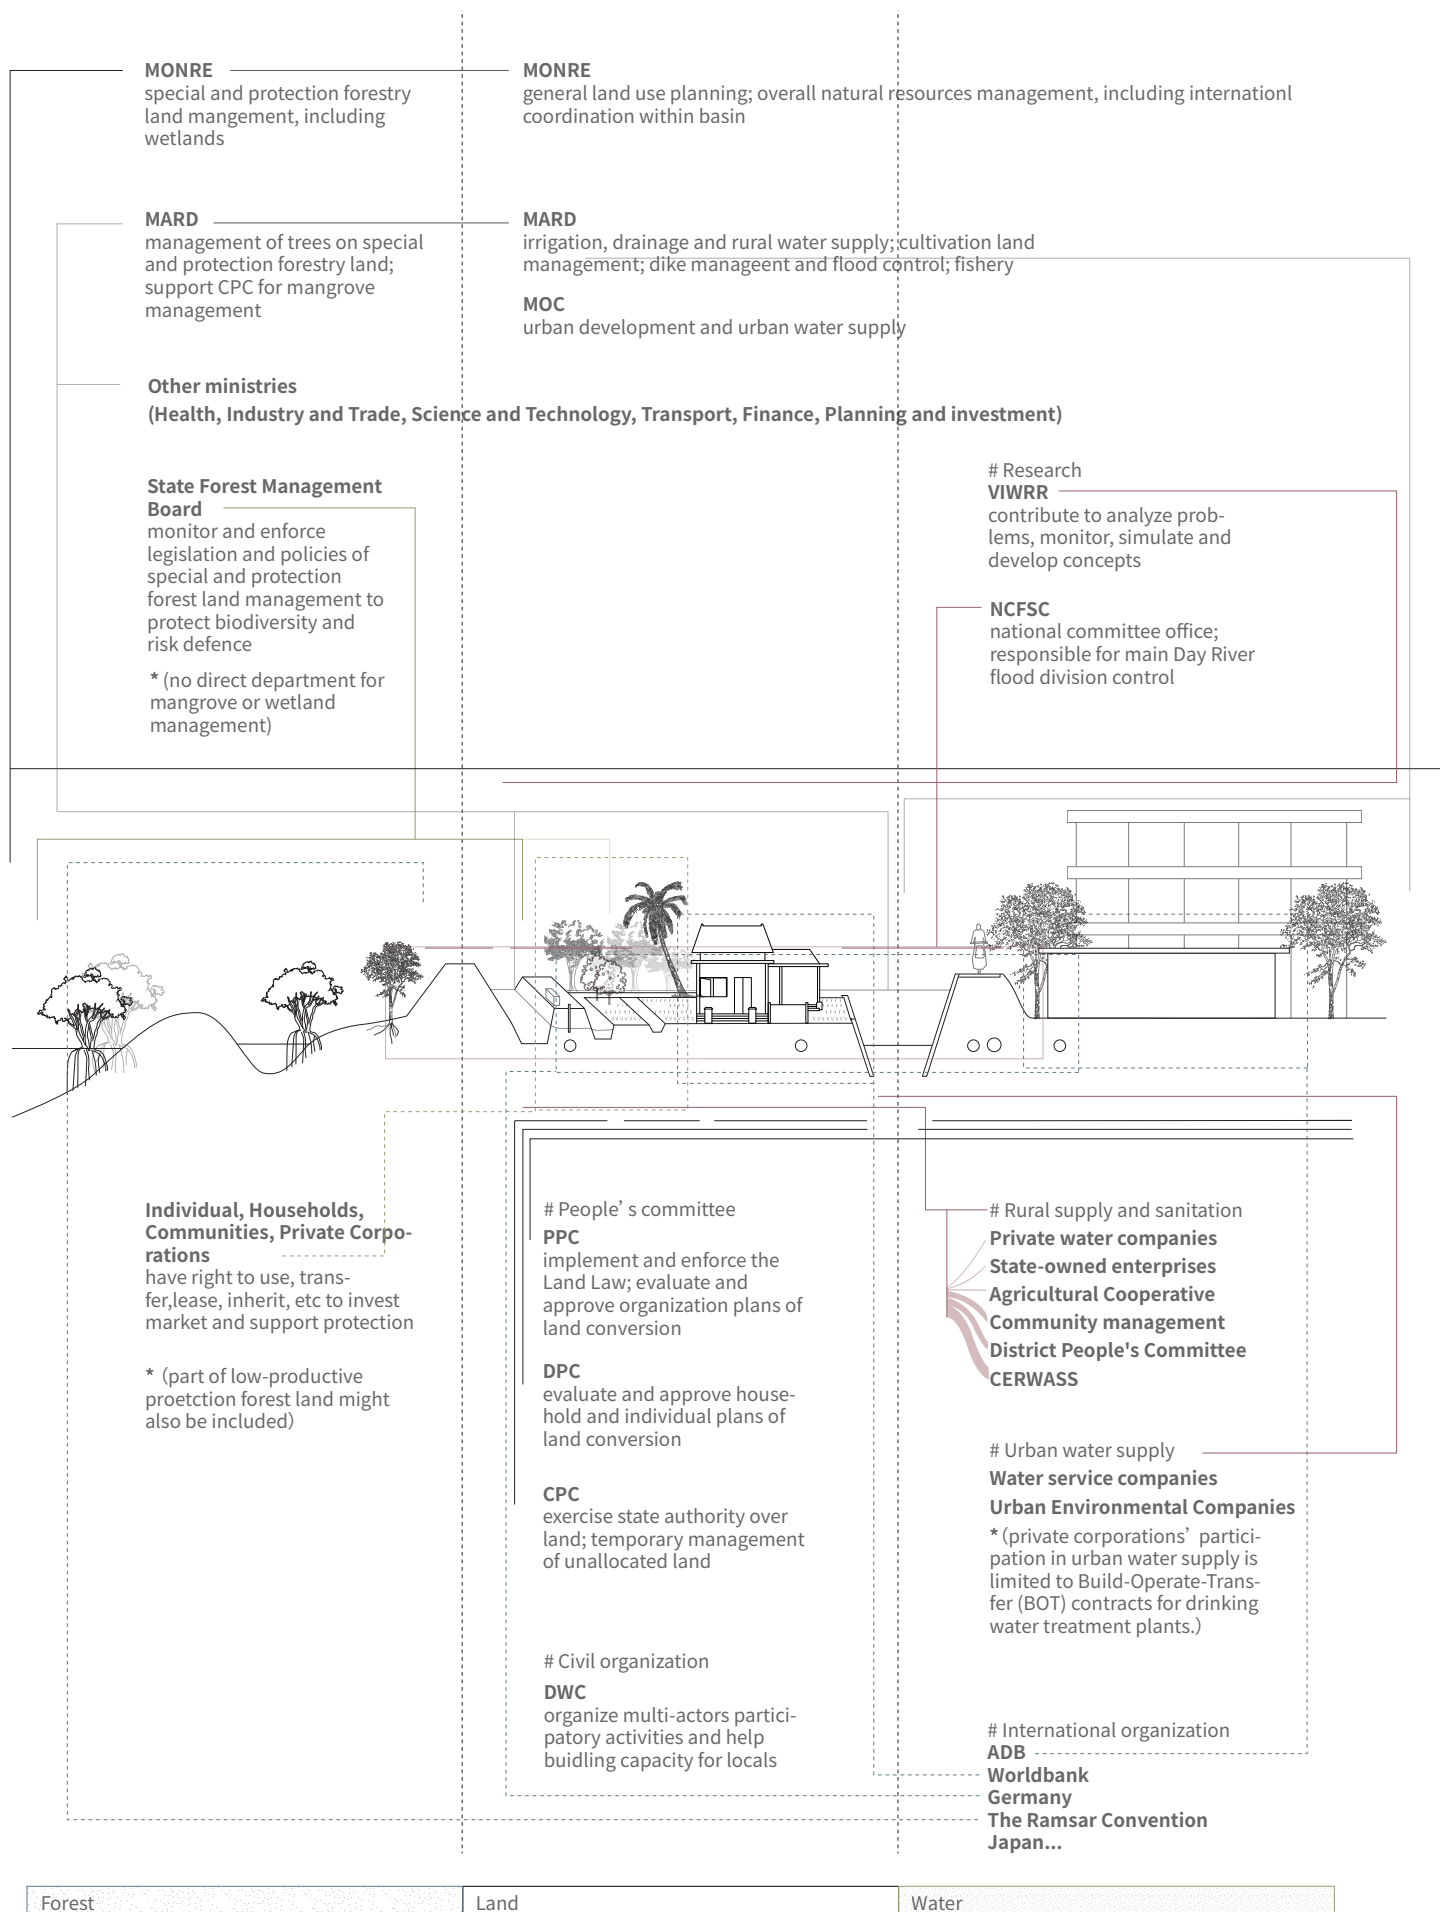 MONRE
special and protection forestry
land mangement, including
wetlands
MONRE
general land use planning; overall natural resources management, including internationl
coordination within basin
MARD
management of trees on special
and protection forestry land;
support CPC for mangrove
management
MARD
irrigation, drainage and rural water supply; cultivation land
management; dike manageent and flood control; fishery
MOC
urban development and urban water supply
Other ministries
(Health, Industry and Trade, Science and Technology, Transport, Finance, Planning and investment)
State Forest Management
Board
monitor and enforce
legislation and policies of
special and protection
forest land management to
protect biodiversity and
risk defence
* (no direct department for
mangrove or wetland
management)
# Research
VIWRR
contribute to analyze prob-
lems, monitor, simulate and
develop concepts
NCFSC
national committee office;
responsible for main Day River
flood division control
Individual, Households,
Communities, Private Corpo-
rations
have right to use, trans-
fer,lease, inherit, etc to invest
market and support protection
*（part of low-productive
proetction forest land might
also be included）
# People’s committee
PPC
implement and enforce the
Land Law; evaluate and
approve organization plans of
land conversion
DPC
evaluate and approve house-
hold and individual plans of
land conversion
CPC
exercise state authority over
land; temporary management
of unallocated land
# Civil organization
DWC
organize multi-actors partici-
patory activities and help
buidling capacity for locals
# Rural supply and sanitation
Private water companies
State-owned enterprises
Agricultural Cooperative
Community management
District People's Committee
CERWASS
# Urban water supply
Water service companies
Urban Environmental Companies
*（private corporations’ partici-
pation in urban water supply is
limited to Build-Operate-Trans-
fer (BOT) contracts for drinking
water treatment plants.）
# International organization
ADB
Worldbank
Germany
The Ramsar Convention
Japan...
Forest
Land
Water